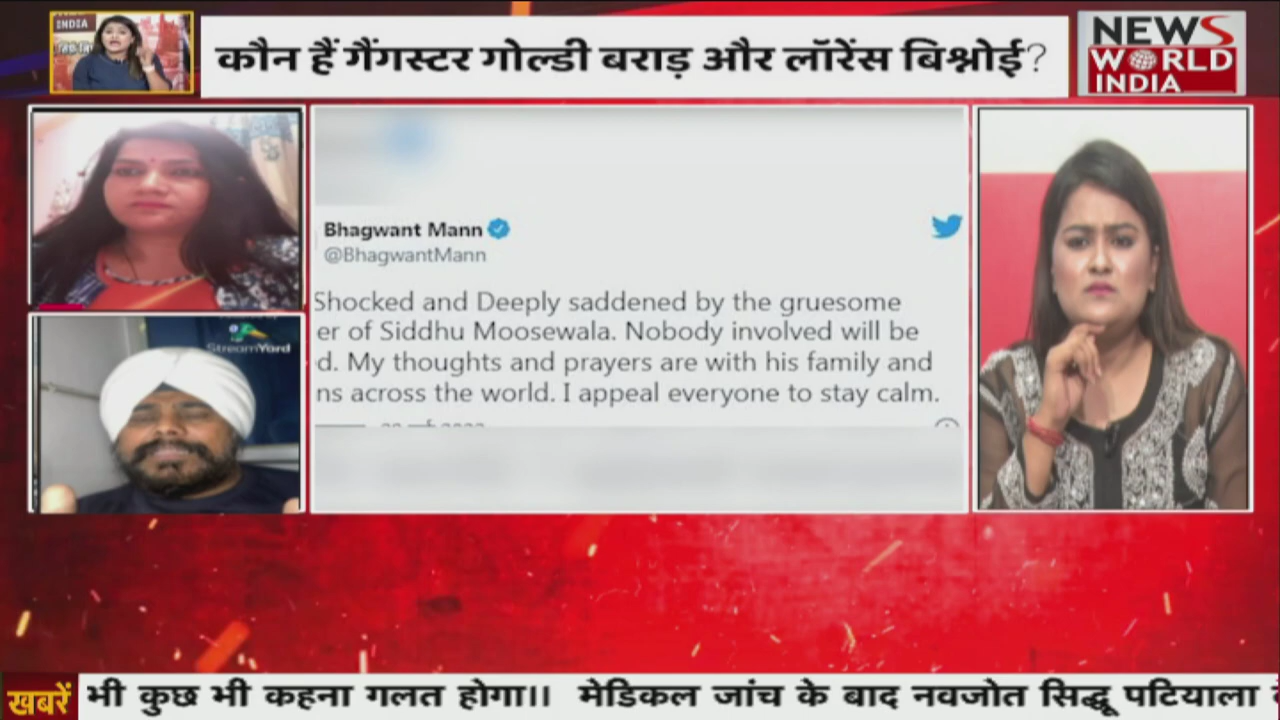 INDIA
कौन हैं गैंगस्टर गोल्डी बराड़ और लॉरेंस बिश्नोई?
NEWS
WORLD
INDIA
Bhagwant Mann
@BhagwantMann
Shocked and Deeply saddened by the gruesome
er of Siddhu Moosewala. Nobody involved will be
d. My thoughts and prayers are with his family and
ns across the world. I appeal everyone to stay calm.
StreamYard
खबरें भी कुछ भी कहना गलत होगा।। मेडिकल जांच के बाद नवजोत सिद्धू पटियाला